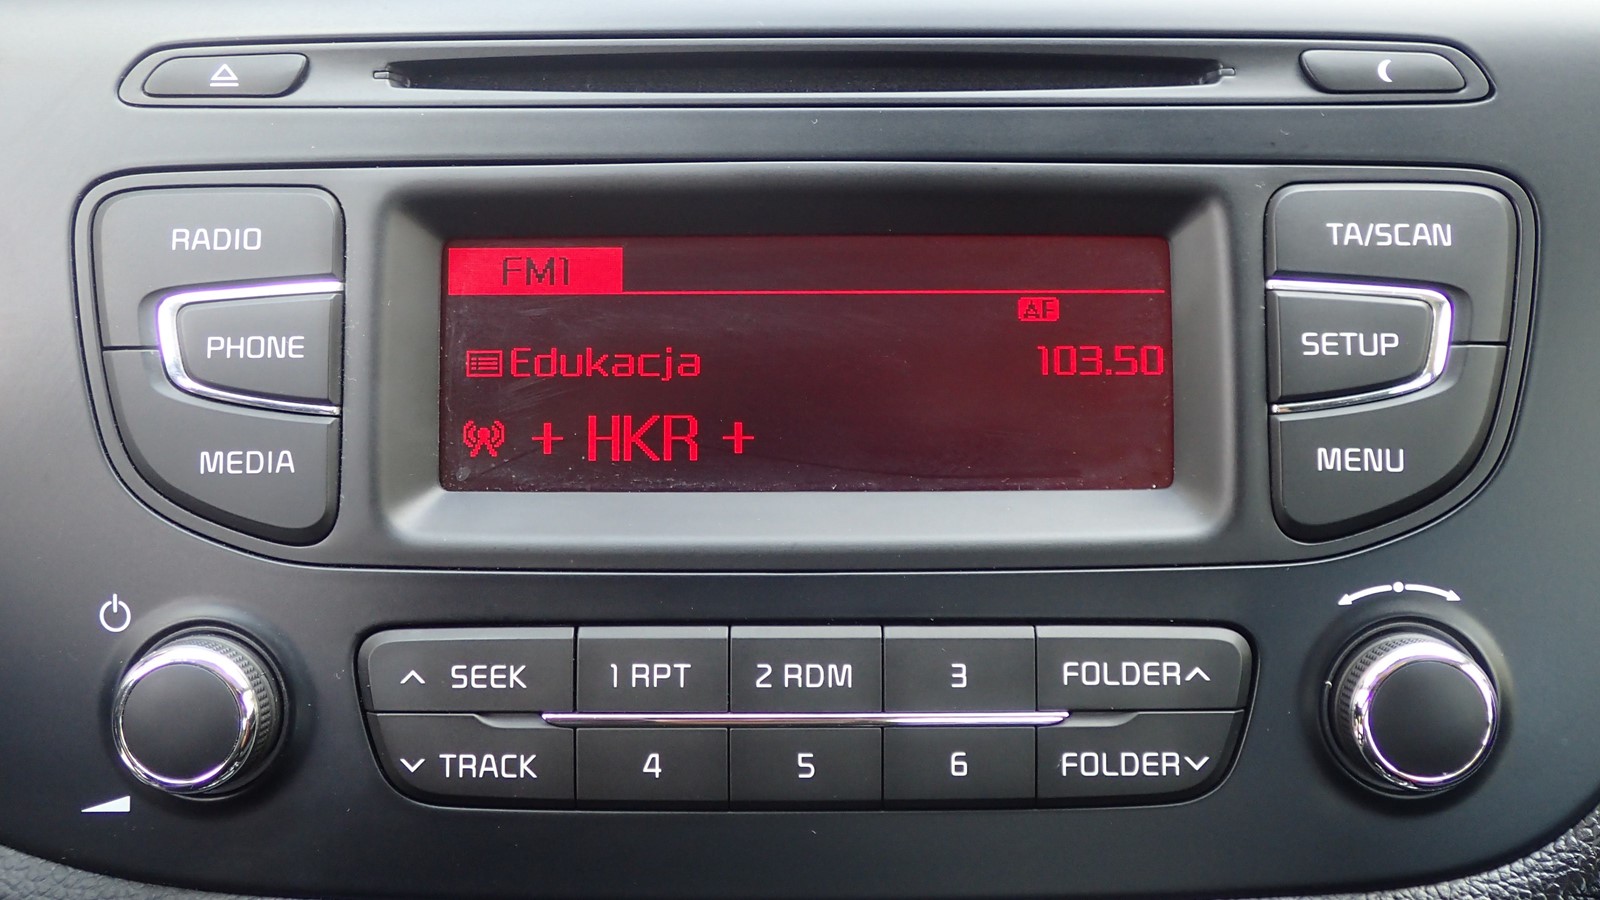 RADIO
PHONE
MEDIA
FM1
AF
Edukacja 103.50
+ HKR +
TA/SCAN
SETUP
MENU
SEEK 1 RPT 2 RDM 3 FOLDER
TRACK 4 5 6 FOLDER